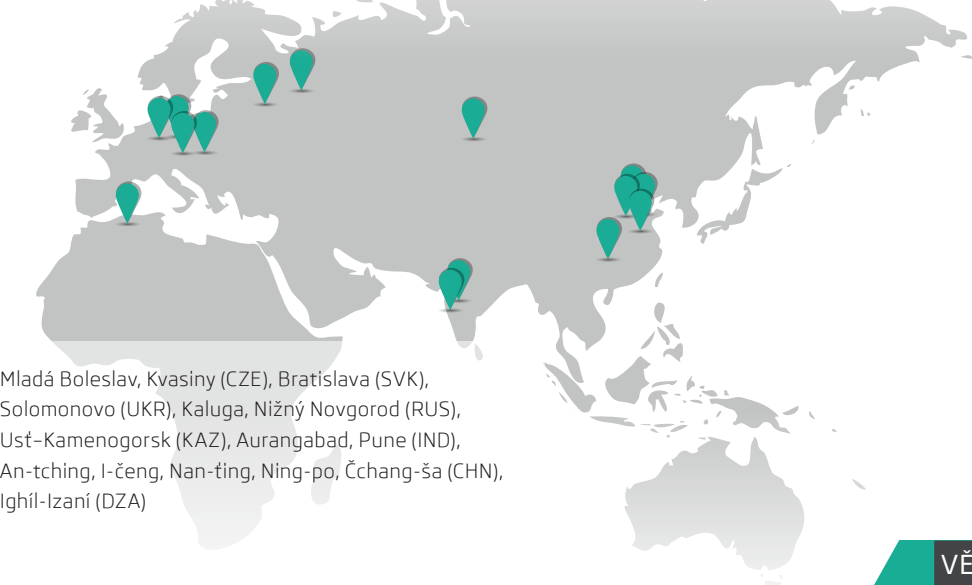 Mladá Boleslav, Kvasiny (CZE), Bratislava (SVK),
Solomonovo (UKR), Kaluga, Nižný Novgorod (RUS),
Usť–Kamenogorsk (KAZ), Aurangabad, Pune (IND),
An-tching, I-čeng, Nan-ťing, Ning-po, Čchang-ša (CHN),
Ighíl-Izaní (DZA)